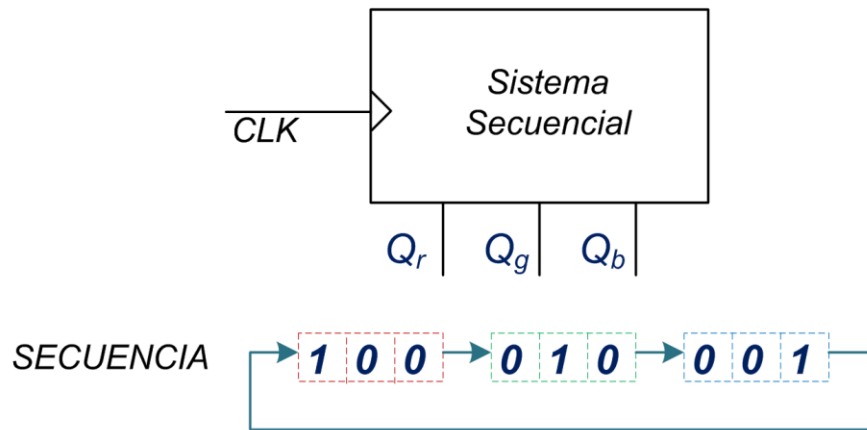 Sistema
Secuencial
CLK
Qr Qg Qb
SECUENCIA 1 0 0 0 1 0 0 0 1